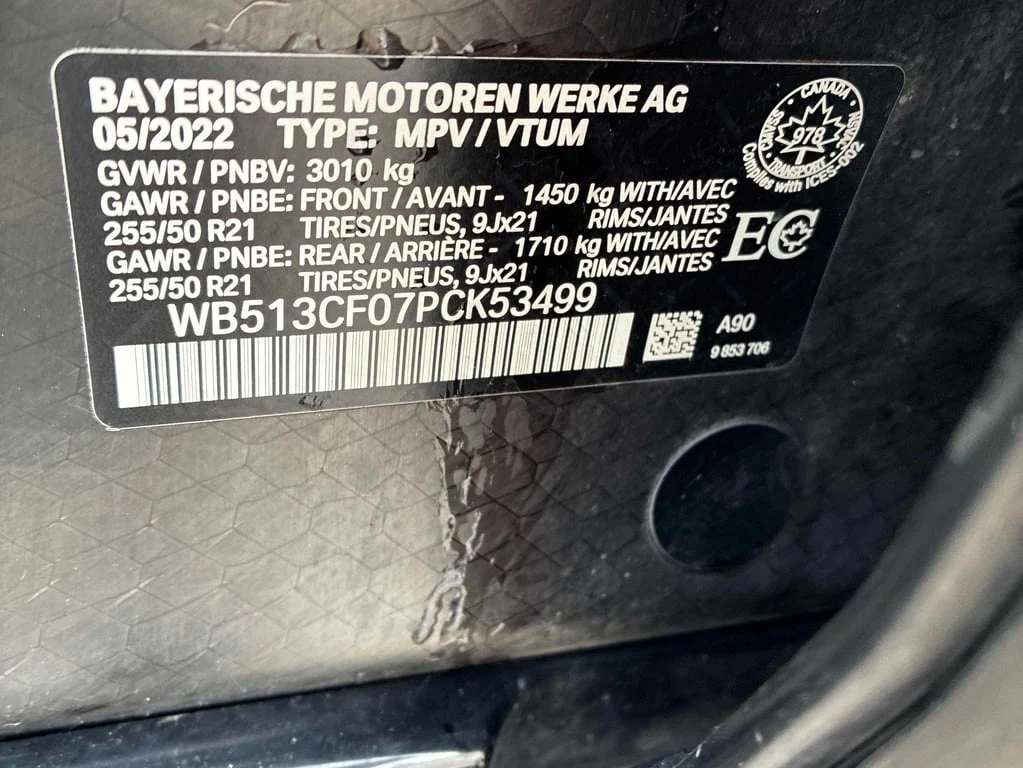 BAYERISCHE MOTOREN WERKE AG
05/2022 TYPE: MPV / VTUM
GVWR / PNBV: 3010 kg
GAWR / PNBE: FRONT / AVANT - 1450 kg WITH/AVEC
255/50 R21 TIRES/PNEUS, 9Jx21 RIMS/JANTES
GAWR / PNBE: REAR / ARRIÈRE - 1710 kg WITH/AVEC
255/50 R21 TIRES/PNEUS, 9Jx21 RIMS/JANTES
WB513CF07PCK53499
CANADA
CMVSS
978
NSVAC
TRANSPORT
Complies with ICES-002
EC
A90
9 853 706